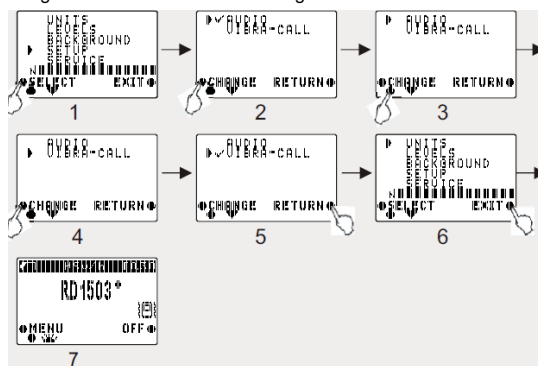 UNITS
LEVELS
BACKGROUND
SETUP
SERVICE
SELECT EXIT
1
AUDIO
VIBRA-CALL
CHANGE RETURN
2
AUDIO
VIBRA-CALL
CHANGE RETURN
3
AUDIO
VIBRA-CALL
CHANGE RETURN
4
AUDIO
VIBRA-CALL
CHANGE RETURN
5
UNITS
LEVELS
BACKGROUND
SETUP
SERVICE
SELECT EXIT
6
RD1503+
MENU OFF
7